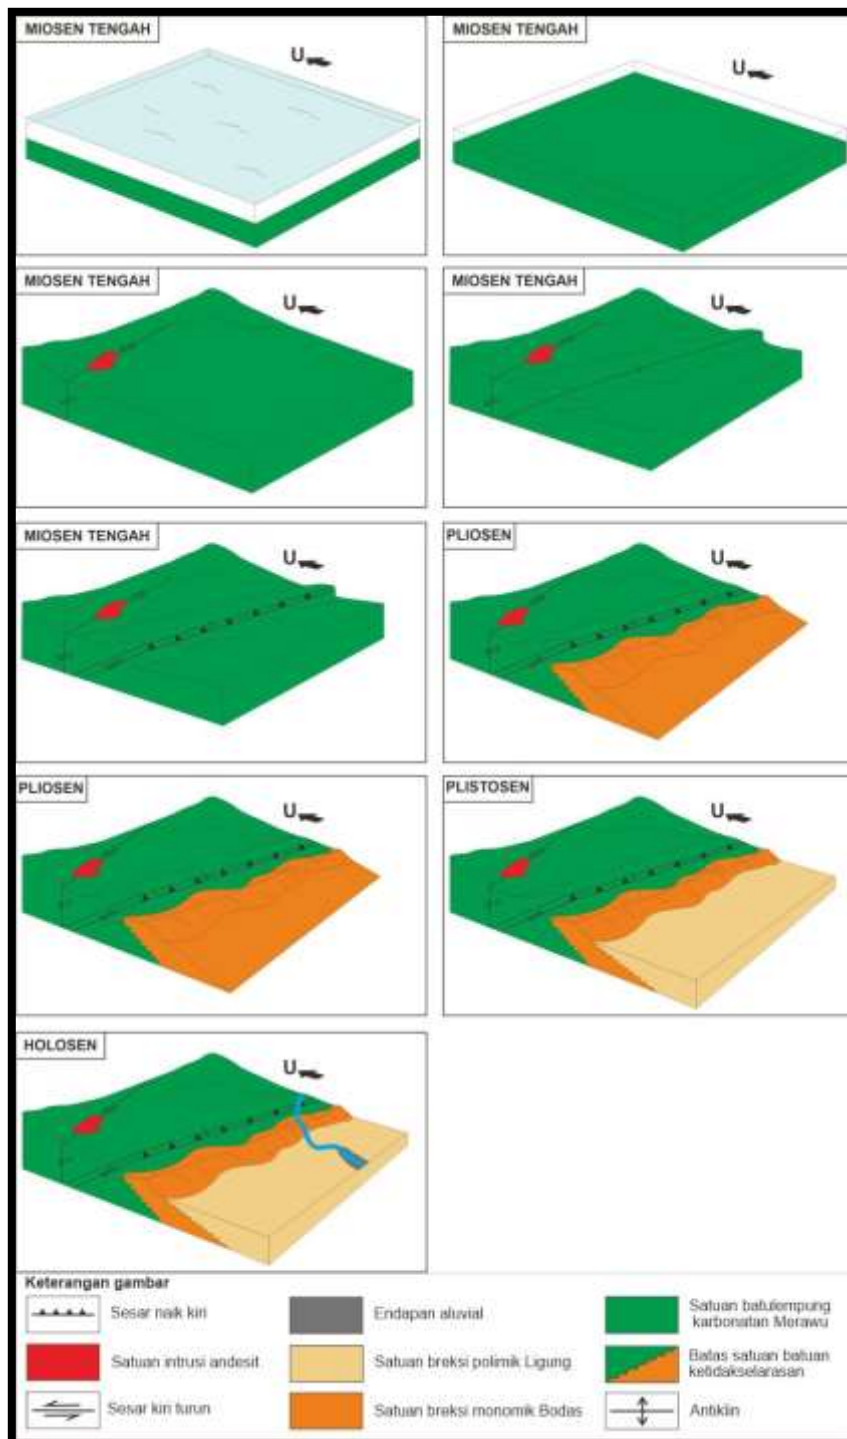 MIOSEN TENGAH
U
MIOSEN TENGAH
U
MIOSEN TENGAH
U
MIOSEN TENGAH
U
MIOSEN TENGAH
U
PLIOSEN
U
PLIOSEN
U
PLISTOSEN
U
HOLOSEN
U
Keterangan gambar
Sesar naik kiri
Satuan intrusi andesit
Sesar kiri turun
Endapan aluvial
Satuan breksi polimik Ligung
Satuan breksi monomik Bodas
Satuan batulempung
karbonatan Merawu
Batas satuan batuan
ketidakselarasan
Antiklin